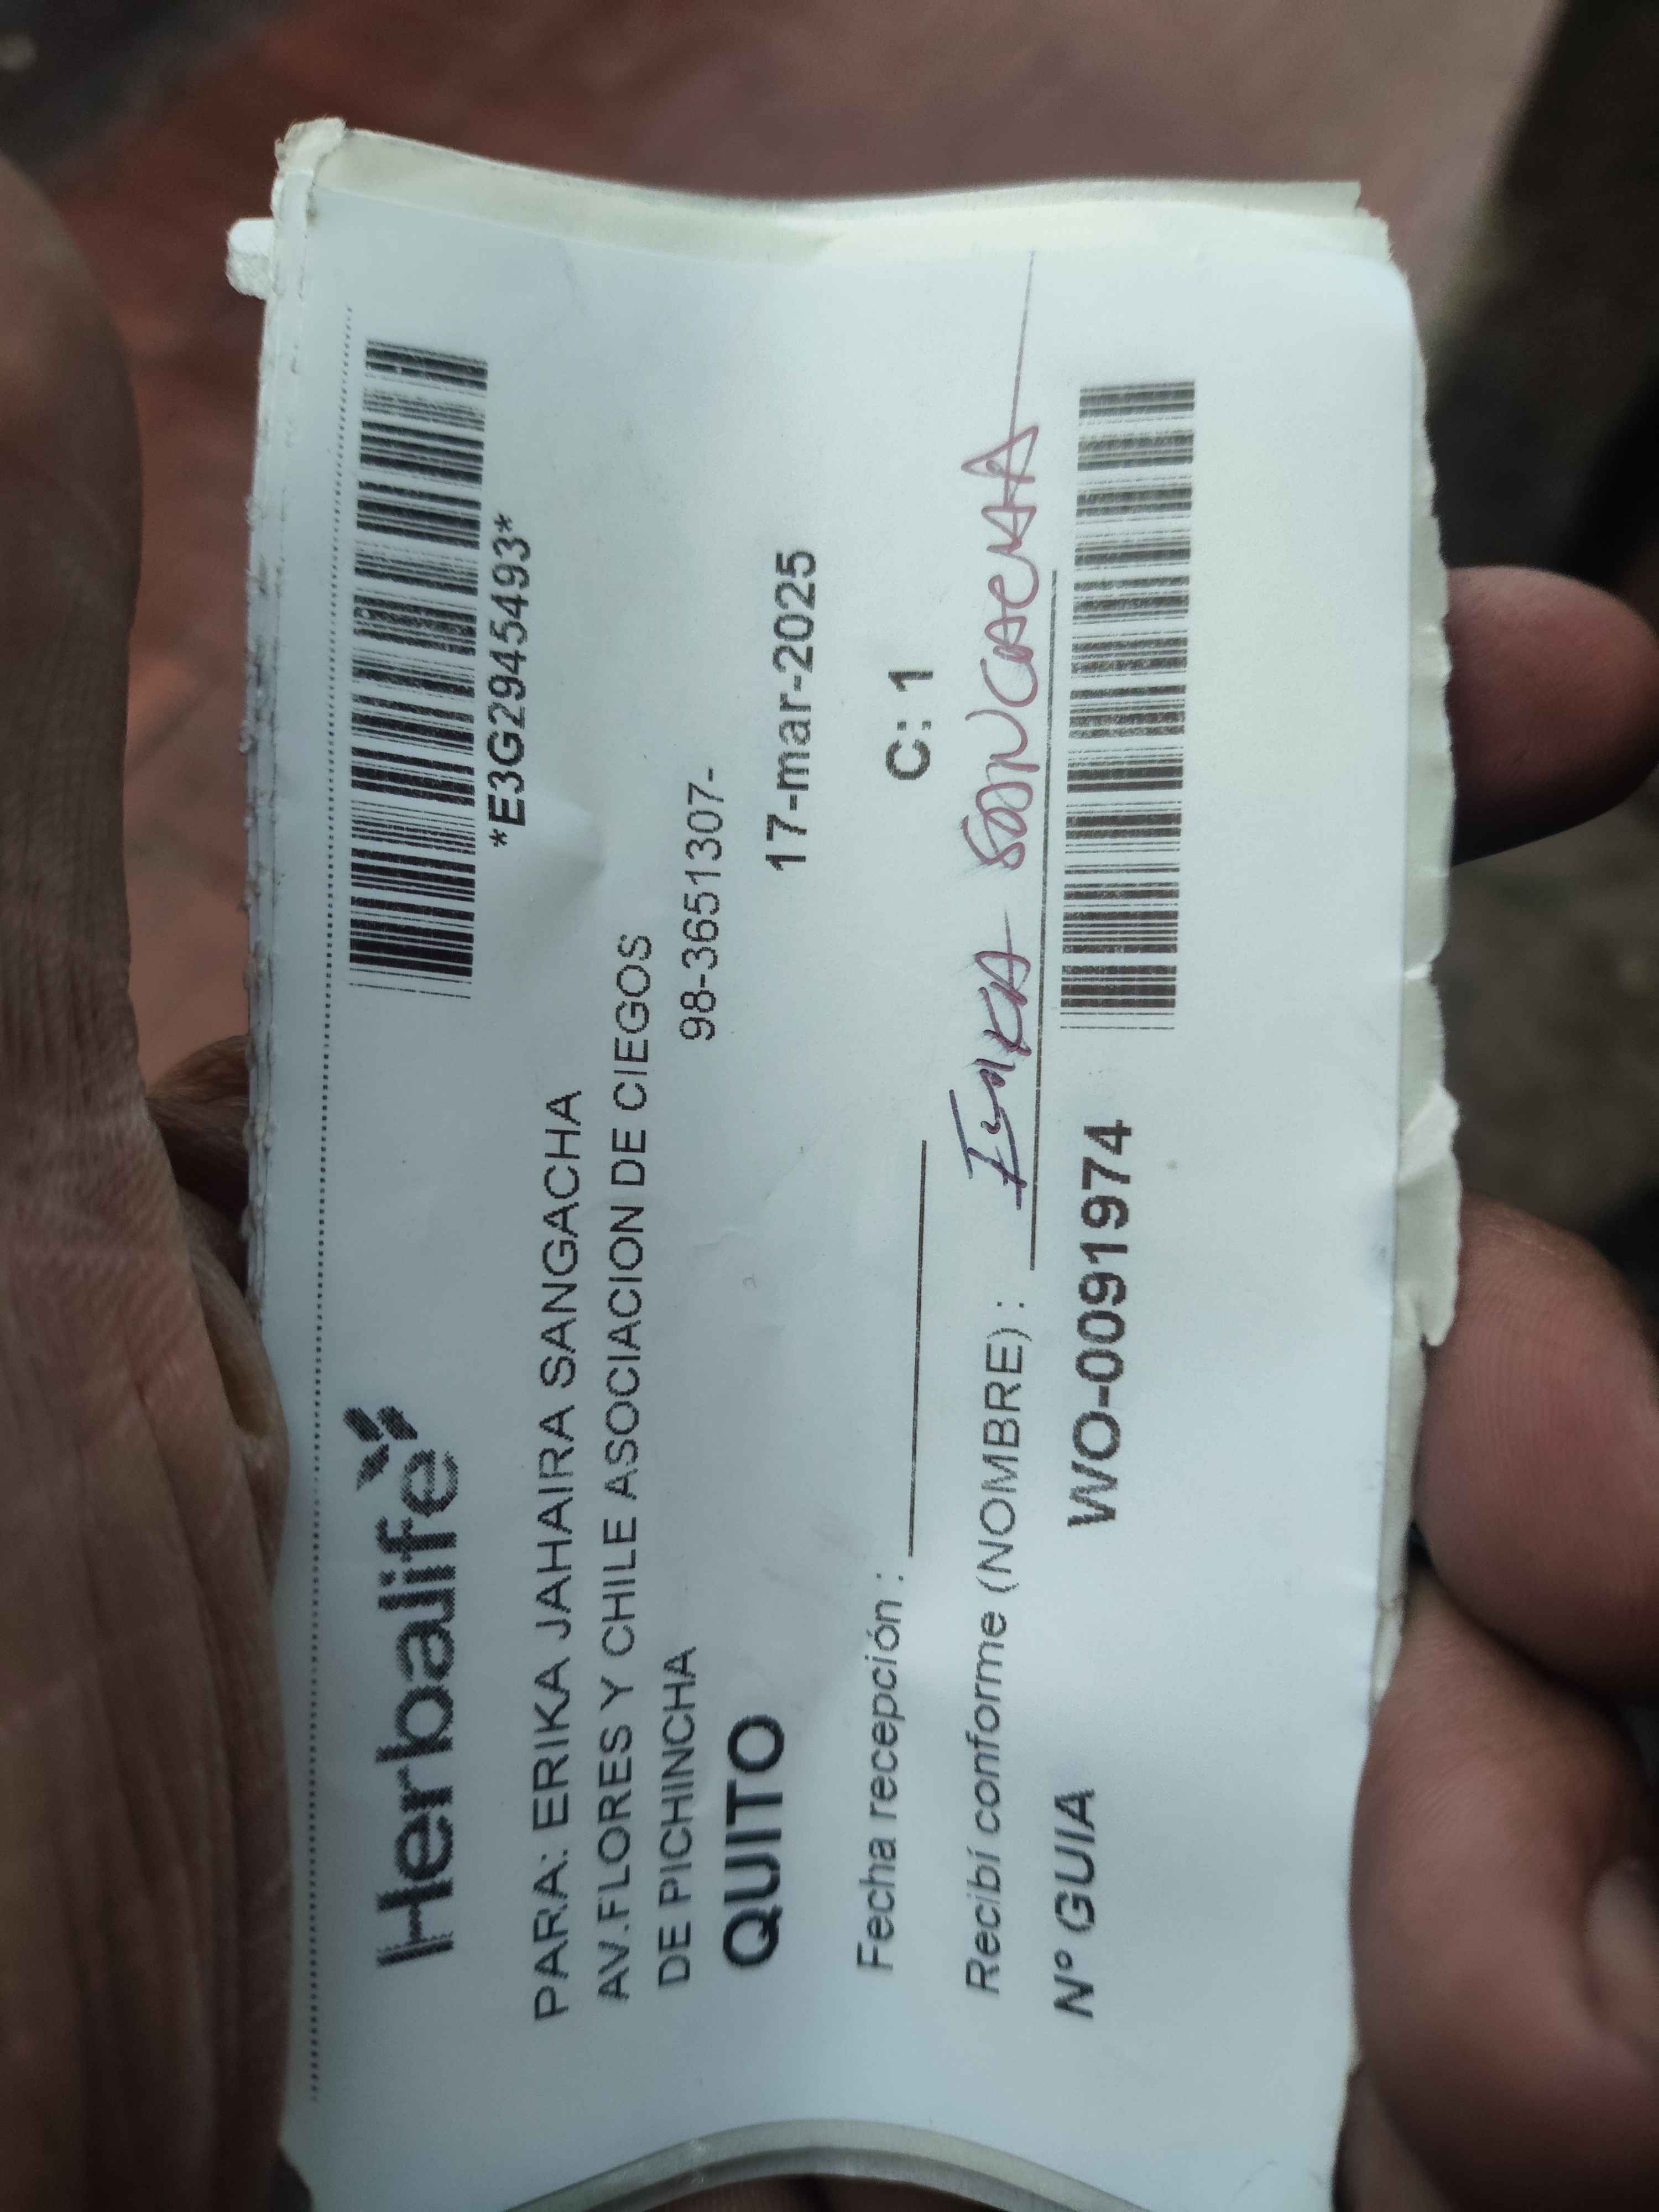 Herbalife
*E3G2945493*
PARA: ERIKA JAHAIRA SANGACHA
AV.FLORES Y CHILE ASOCIACION DE CIEGOS
DE PICHINCHA
98-3651307-
QUITO
17-mar-2025
Fecha recepción :
C: 1
Recibí conforme (NOMBRE) :
Nº GUIA WO-0091974